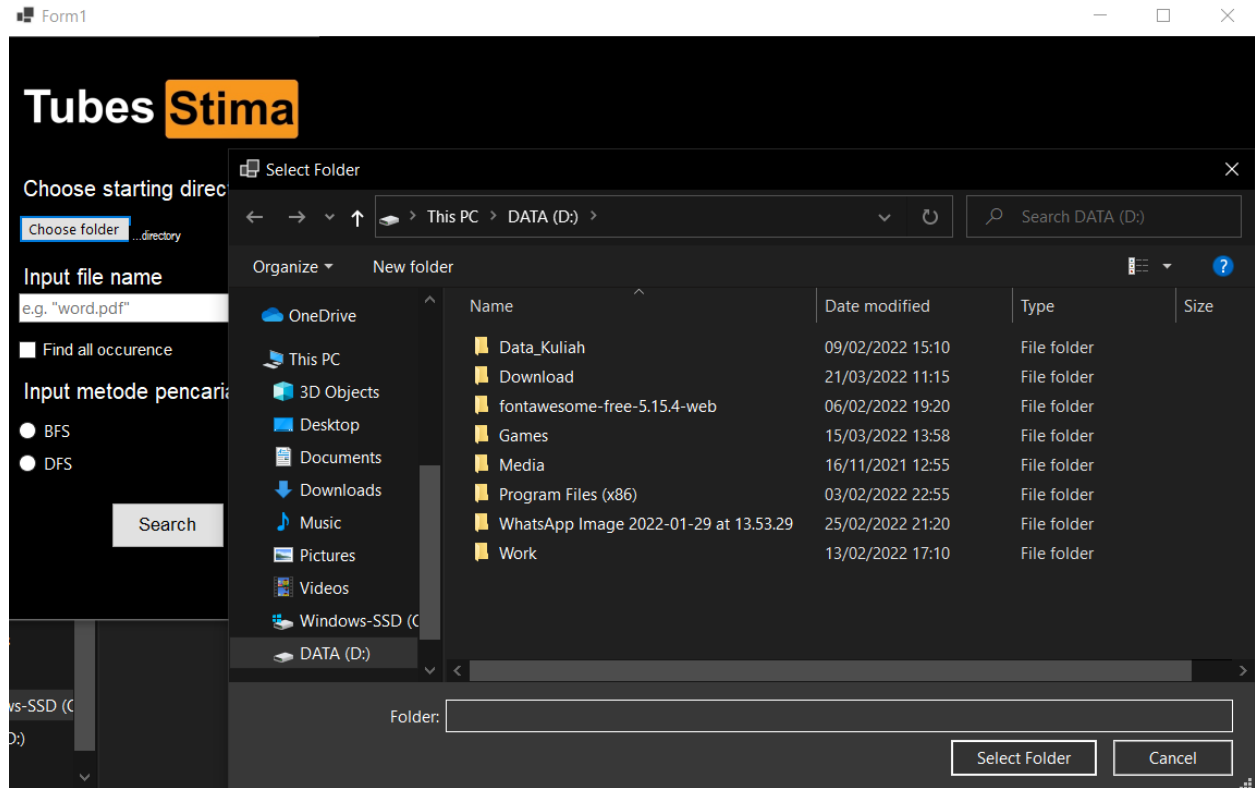 Form1
Tubes Stima
Choose starting direc
Choose folder ...directory
Input file name
e.g. "word.pdf"
Find all occurence
Input metode pencaria
BFS
DFS
Search
Select Folder
This PC > DATA (D:) >
Search DATA (D:)
Organize New folder
?
OneDrive
This PC
3D Objects
Desktop
Documents
Downloads
Music
Pictures
Videos
Windows-SSD (C
DATA (D:)
Name Date modified Type Size
Data_Kuliah 09/02/2022 15:10 File folder
Download 21/03/2022 11:15 File folder
fontawesome-free-5.15.4-web 06/02/2022 19:20 File folder
Games 15/03/2022 13:58 File folder
Media 16/11/2021 12:55 File folder
Program Files (x86) 03/02/2022 22:55 File folder
WhatsApp Image 2022-01-29 at 13.53.29 25/02/2022 21:20 File folder
Work 13/02/2022 17:10 File folder
Folder:
Select Folder Cancel
ws-SSD (C
D:)